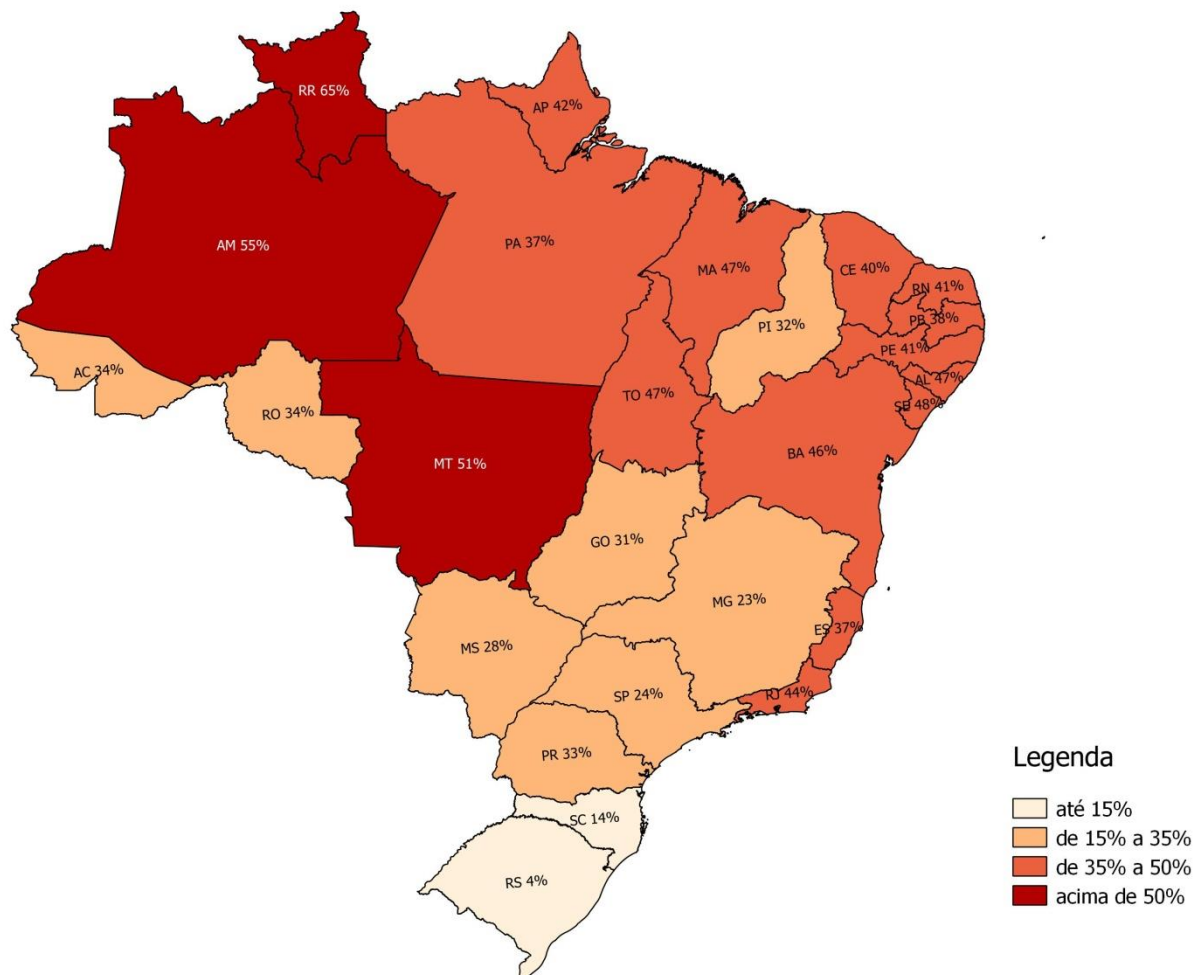 RR 65%
AP 42%
AM 55%
PA 37%
MA 47%
CE 40%
RN 41%
PI 32%
PB 38%
PE 41%
AC 34%
AL 47%
TO 47%
SE 48%
RO 34%
BA 46%
MT 51%
GO 31%
MG 23%
ES 37%
MS 28%
RJ 44%
SP 24%
PR 33%
SC 14%
RS 4%
Legenda
até 15%
de 15% a 35%
de 35% a 50%
acima de 50%